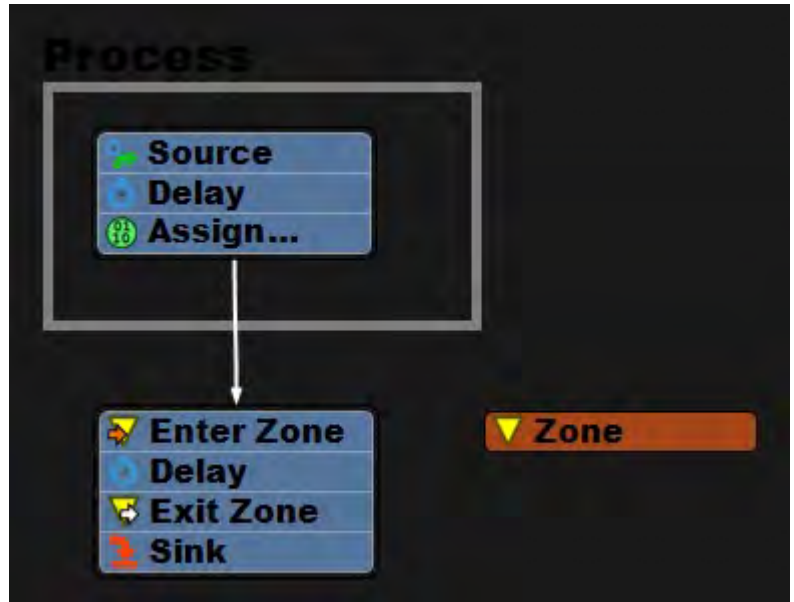 Process
Source
Delay
Assign...
Enter Zone
Zone
Delay
Exit Zone
Sink